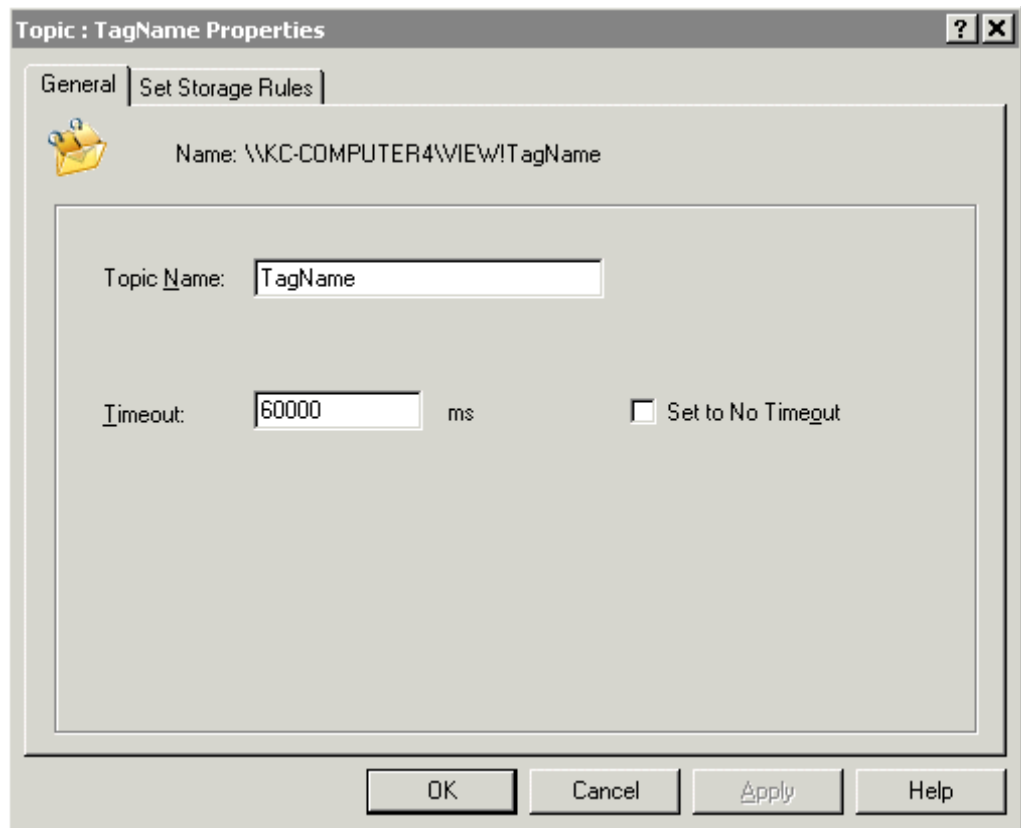 Topic : TagName Properties
General Set Storage Rules
Name: \\KC-COMPUTER4\VIEW!TagName
Topic Name: TagName
Timeout: 60000 ms Set to No Timeout
OK Cancel Apply Help